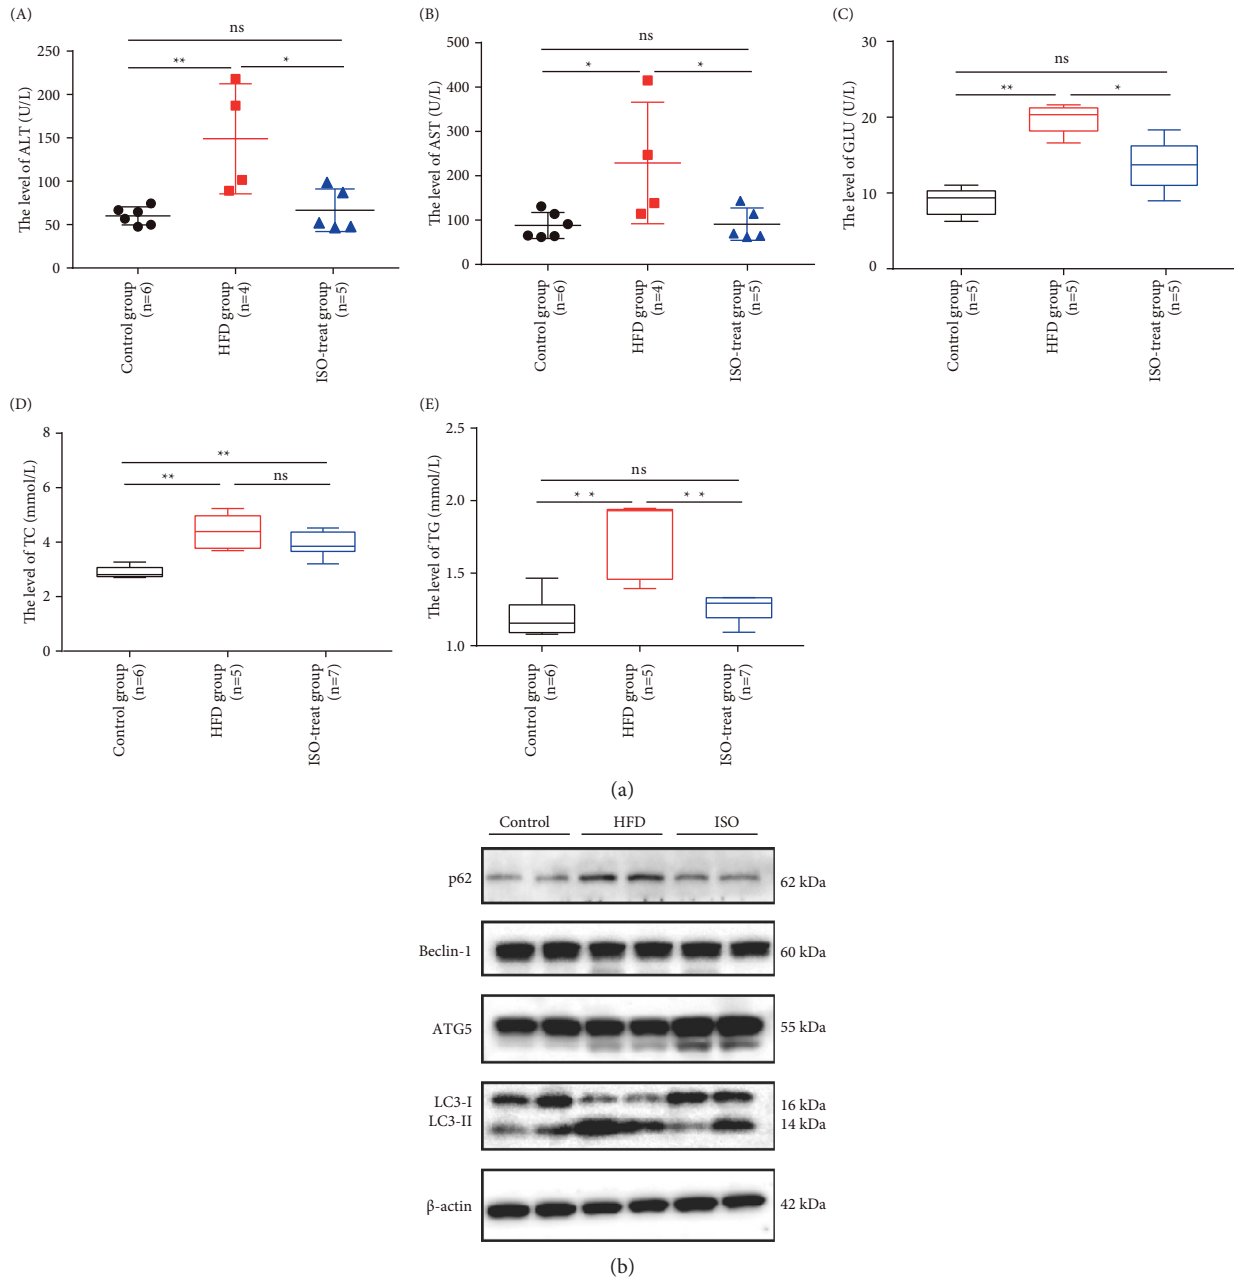 (A)
ns
**
*
250
200
150
100
50
0
The level of ALT (U/L)
Control group
(n=6)
HFD group
(n=4)
ISO-treat group
(n=5)
(B)
ns
*
*
500
400
300
200
100
0
The level of AST (U/L)
Control group
(n=6)
HFD group
(n=4)
ISO-treat group
(n=5)
(C)
ns
**
*
30
20
10
0
The level of GLU (U/L)
Control group
(n=5)
HFD group
(n=5)
ISO-treat group
(n=5)
(D)
**
**
ns
8
6
4
2
0
The level of TC (mmol/L)
Control group
(n=6)
HFD group
(n=5)
ISO-treat group
(n=7)
(E)
ns
* *
* *
2.5
2.0
1.5
1.0
The level of TG (mmol/L)
Control group
(n=6)
HFD group
(n=5)
ISO-treat group
(n=7)
(a)
Control HFD ISO
p62 62 kDa
Beclin-1 60 kDa
ATG5 55 kDa
LC3-I 16 kDa
LC3-II 14 kDa
β-actin 42 kDa
(b)